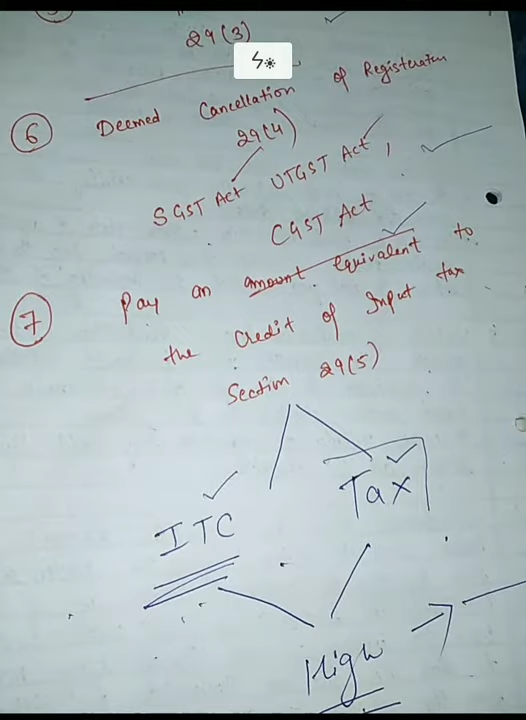 29(3)
6 Deemed Cancellation of Registeration
29(4)
SGST Act UTGST Act,
CGST Act
7 Pay an amount equivalent to
the credit of Input tax
Section 29(5)
ITC Tax
High